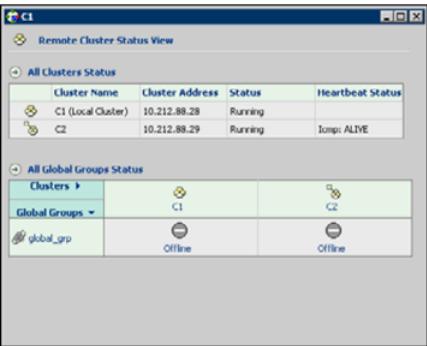 C1
Remote Cluster Status View
All Clusters Status
Cluster Name Cluster Address Status Heartbeat Status
C1 (Local Cluster) 10.212.88.28 Running
C2 10.212.88.29 Running Icmp: ALIVE
All Global Groups Status
Clusters
C1 C2
Global Groups
global_grp
Offline Offline